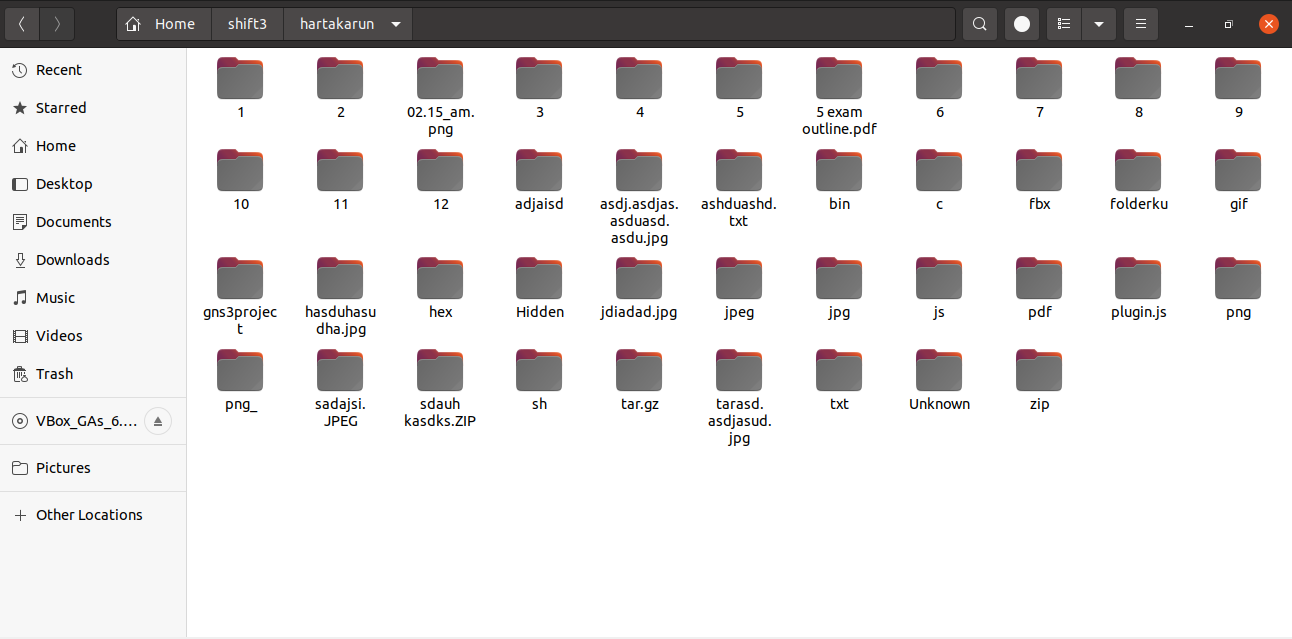 Home shift3 hartakarun
Recent
Starred
Home
Desktop
Documents
Downloads
Music
Videos
Trash
VBox_GAs_6....
Pictures
Other Locations
1 2 02.15_am. 3 4 5 5 exam 6 7 8 9
png outline.pdf
10 11 12 adjaisd asdj.asdjas. ashduashd. bin c fbx folderku gif
asduasd. txt
asdu.jpg
gns3projec hasduhasu hex Hidden jdiadad.jpg jpeg jpg js pdf plugin.js png
t dha.jpg
png_ sadajsi. sdauh sh tar.gz tarasd. txt Unknown zip
JPEG kasdks.ZIP asdjasud.
jpg